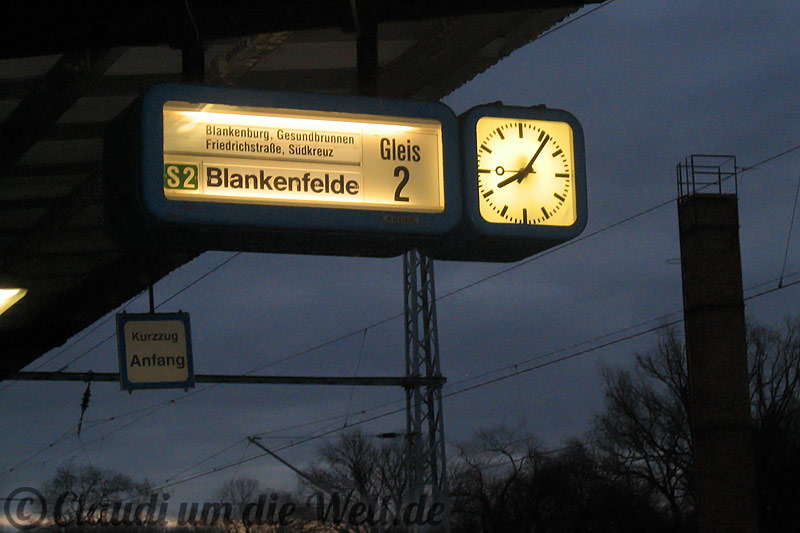 Blankenburg, Gesundbrunnen
Friedrichstraße, Südkreuz
Gleis
S2 Blankenfelde 2
Kurzzug
Anfang
© Claudi um die Welt.de